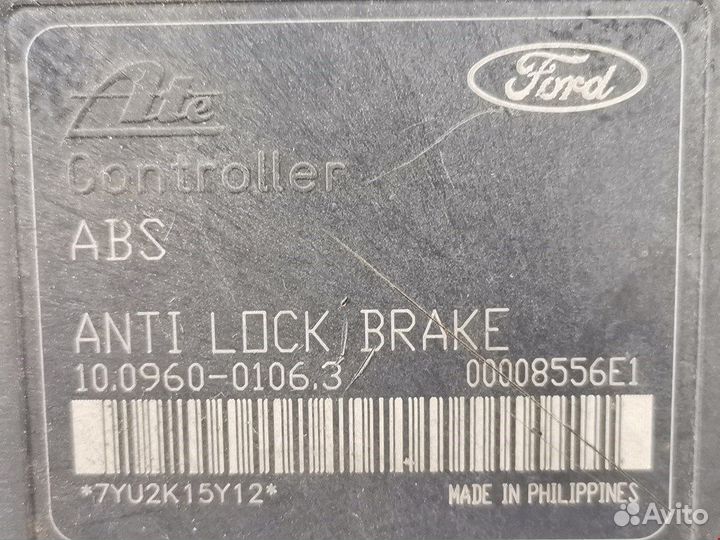 Ate
Ford
Controller
ABS
ANTI LOCK BRAKE
10.0960-0106.3 00008556E1
*7YU2K15Y12* MADE IN PHILIPPINES
Avito